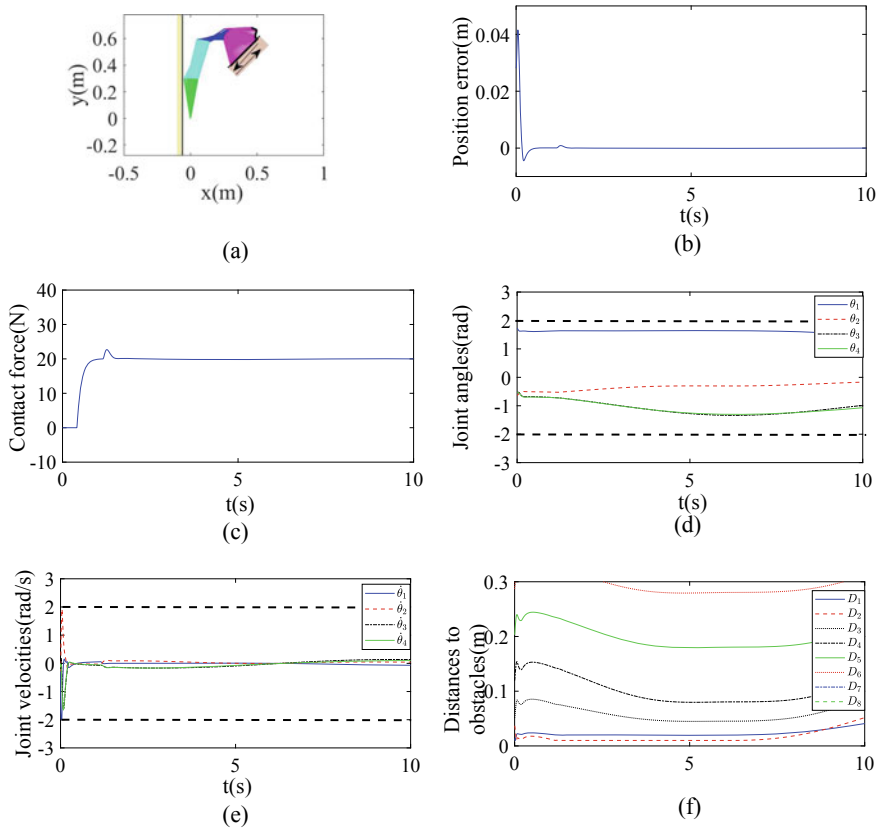 0.6
0.4
0.2
0
-0.2
y(m)
-0.5 0 0.5 1
x(m)
(a)
0.04
0.02
0
Position error(m)
0 5 10
t(s)
(b)
40
30
20
10
0
-10
Contact force(N)
0 5 10
t(s)
(c)
3
2
1
0
-1
-2
-3
Joint angles(rad)
θ1
θ2
θ3
θ4
0 5 10
t(s)
(d)
3
2
1
0
-1
-2
-3
Joint velocities(rad/s)
θ̇1
θ̇2
θ̇3
θ̇4
0 5 10
t(s)
(e)
0.3
0.2
0.1
0
Distances to
obstacles(m)
D1
D2
D3
D4
D5
D6
D7
D8
0 5 10
(f)